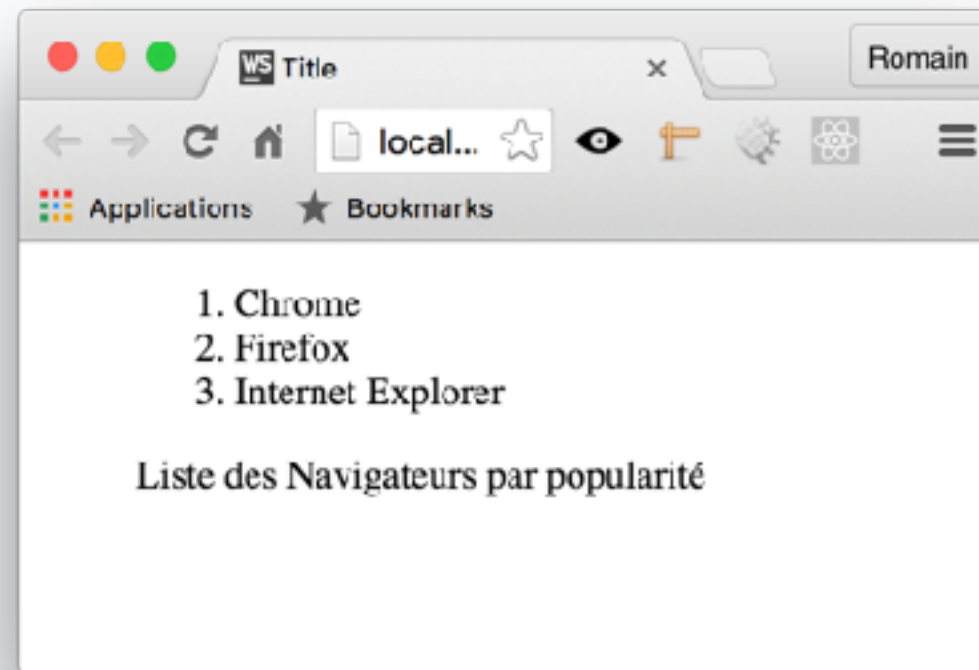 WS Title
Romain
local...
Applications
Bookmarks
1. Chrome
2. Firefox
3. Internet Explorer
Liste des Navigateurs par popularité